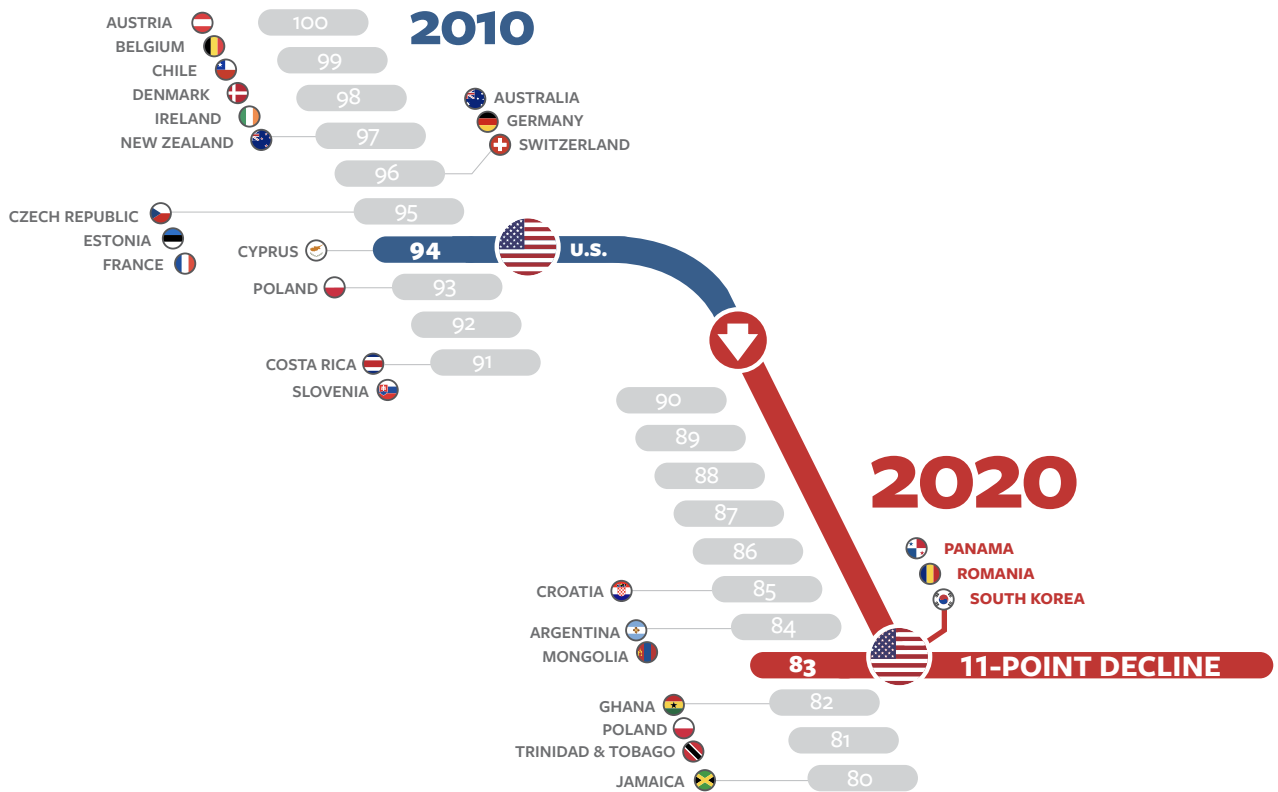 2010
AUSTRIA
100
BELGIUM
99
CHILE
DENMARK
98
AUSTRALIA
IRELAND
GERMANY
NEW ZEALAND
97
SWITZERLAND
96
CZECH REPUBLIC
95
ESTONIA
FRANCE
CYPRUS
94
U.S.
POLAND
93
92
COSTA RICA
91
SLOVENIA
90
89
88
2020
87
86
PANAMA
ROMANIA
CROATIA
85
SOUTH KOREA
ARGENTINA
84
MONGOLIA
83
11-POINT DECLINE
GHANA
82
POLAND
81
TRINIDAD & TOBAGO
JAMAICA
80